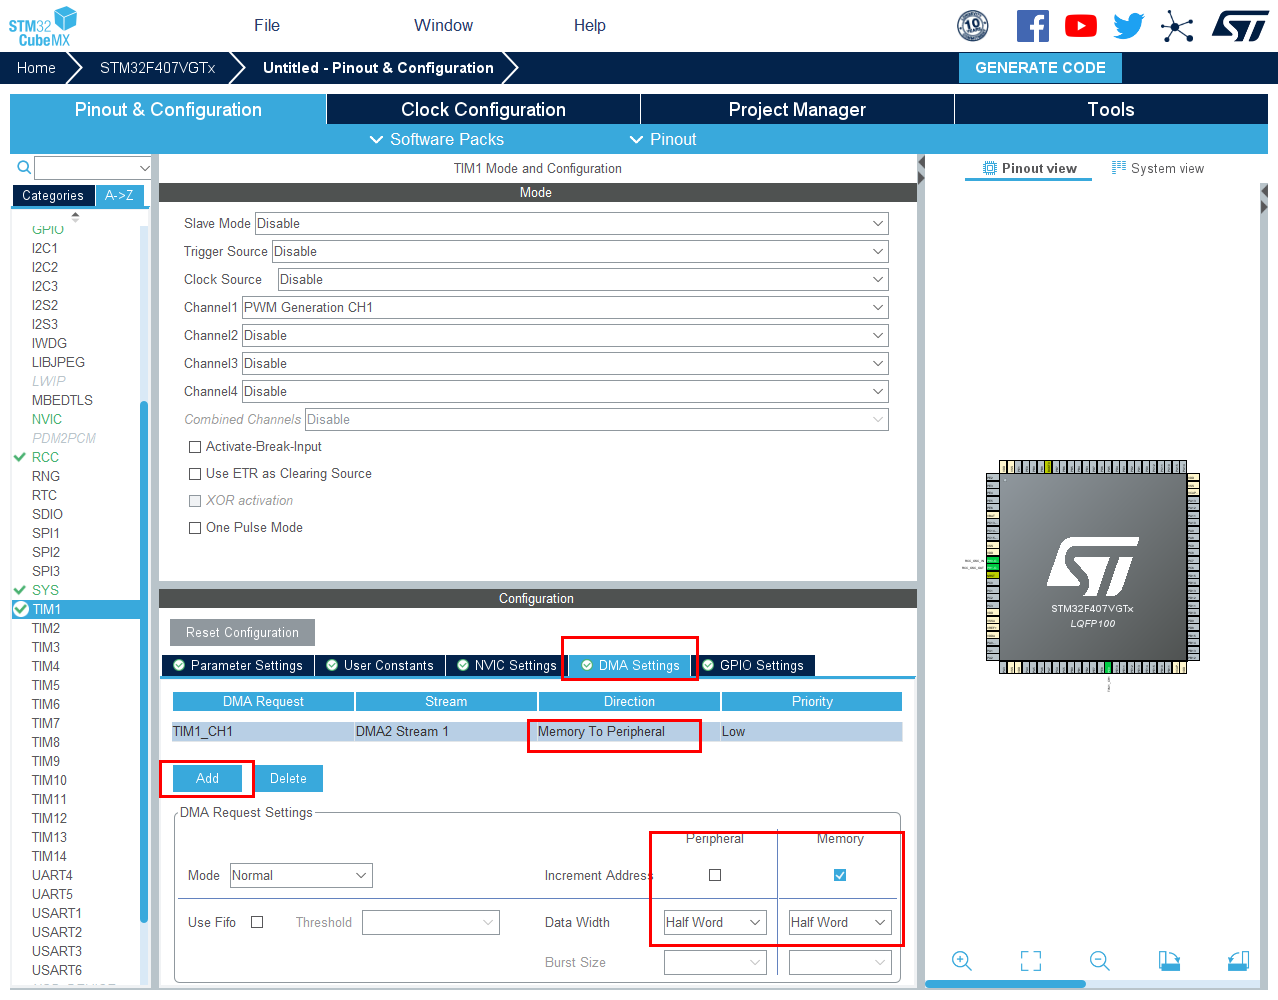 STM32
CubeMX
File
Window
Help
10
Home
STM32F407VGTx
Untitled - Pinout & Configuration
GENERATE CODE
Pinout & Configuration
Clock Configuration
Project Manager
Tools
Software Packs
Pinout
Categories
A->Z
GPIO
I2C1
I2C2
I2C3
I2S2
I2S3
IWDG
LIBJPEG
LWIP
MBEDTLS
NVIC
PDM2PCM
RCC
RNG
RTC
SDIO
SPI1
SPI2
SPI3
SYS
TIM1
TIM2
TIM3
TIM4
TIM5
TIM6
TIM7
TIM8
TIM9
TIM10
TIM11
TIM12
TIM13
TIM14
UART4
UART5
USART1
USART2
USART3
USART6
TIM1 Mode and Configuration
Mode
Slave Mode Disable
Trigger Source Disable
Clock Source Disable
Channel1 PWM Generation CH1
Channel2 Disable
Channel3 Disable
Channel4 Disable
Combined Channels Disable
Activate-Break-Input
Use ETR as Clearing Source
XOR activation
One Pulse Mode
Configuration
Reset Configuration
Parameter Settings
User Constants
NVIC Settings
DMA Settings
GPIO Settings
DMA Request Stream Direction Priority
TIM1_CH1 DMA2 Stream 1 Memory To Peripheral Low
Add
Delete
DMA Request Settings
Peripheral Memory
Mode Normal
Increment Address
Use Fifo
Threshold
Data Width Half Word Half Word
Burst Size
Pinout view
System view
STM32F407VGTx
LQFP100